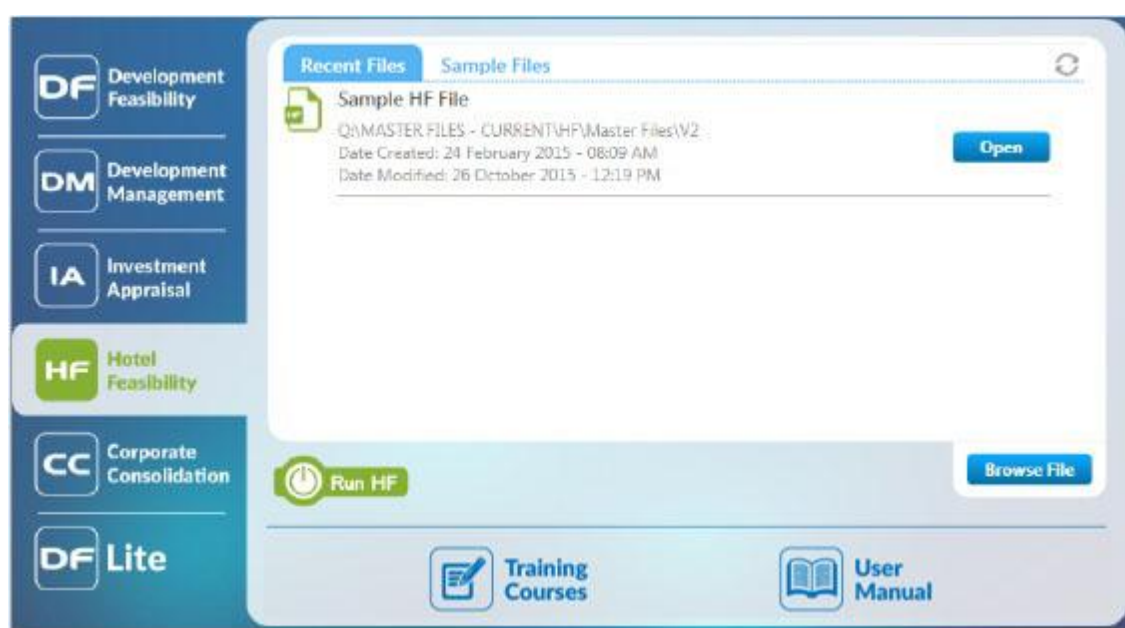 DF Development
Feasibility
DM Development
Management
IA Investment
Appraisal
HF Hotel
Feasibility
CC Corporate
Consolidation
DF Lite
Recent Files Sample Files
HF
Sample HF File
Q:\MASTER FILES - CURRENT\HF\Master Files\V2
Date Created: 24 February 2015 - 08:09 AM
Date Modified: 26 October 2015 - 12:19 PM
Open
Run HF
Browse File
Training
Courses
User
Manual